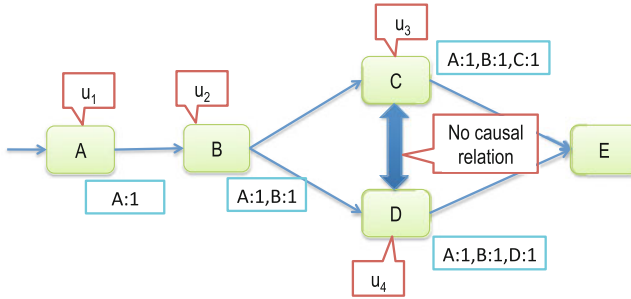 u3
C
A:1,B:1,C:1
u1
u2
A
B
No causal
relation
E
A:1
A:1,B:1
D
A:1,B:1,D:1
u4